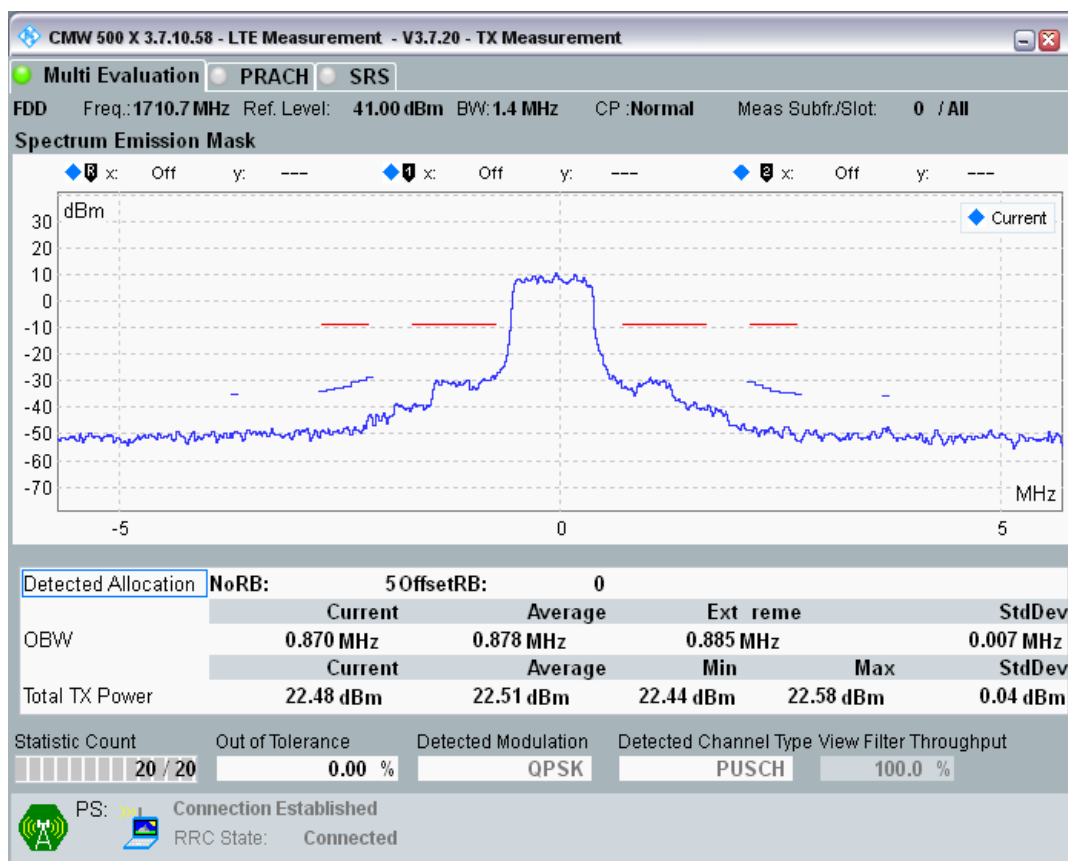 CMW 500 X 3.7.10.58 - LTE Measurement - V3.7.20 - TX Measurement
Multi Evaluation PRACH SRS
FDD Freq.: 1710.7 MHz Ref. Level: 41.00 dBm BW: 1.4 MHz CP :Normal Meas Subfr./Slot: 0 / All
Spectrum Emission Mask
R x: Off y: --- 1 x: Off y: --- 2 x: Off y: ---
dBm
Current
30
20
10
0
-10
-20
-30
-40
-50
-60
-70
MHz
-5 0 5
Detected Allocation NoRB: 5 OffsetRB: 0
Current Average Ext reme StdDev
OBW 0.870 MHz 0.878 MHz 0.885 MHz 0.007 MHz
Current Average Min Max StdDev
Total TX Power 22.48 dBm 22.51 dBm 22.44 dBm 22.58 dBm 0.04 dBm
Statistic Count Out of Tolerance Detected Modulation Detected Channel Type View Filter Throughput
20 / 20 0.00 % QPSK PUSCH 100.0 %
PS: Connection Established
RRC State: Connected